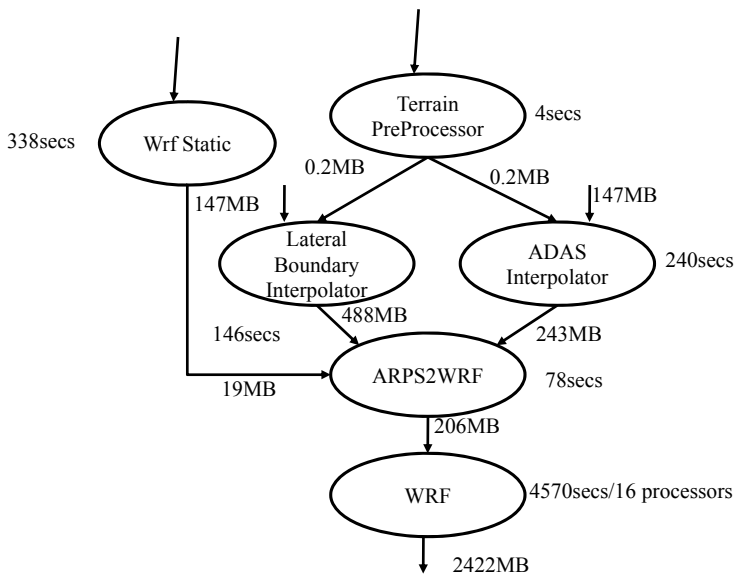 Terrain
PreProcessor
4secs
338secs
Wrf Static
0.2MB
0.2MB
147MB
147MB
Lateral
Boundary
Interpolator
ADAS
Interpolator
240secs
488MB
243MB
146secs
ARPS2WRF
78secs
19MB
206MB
WRF
4570secs/16 processors
2422MB